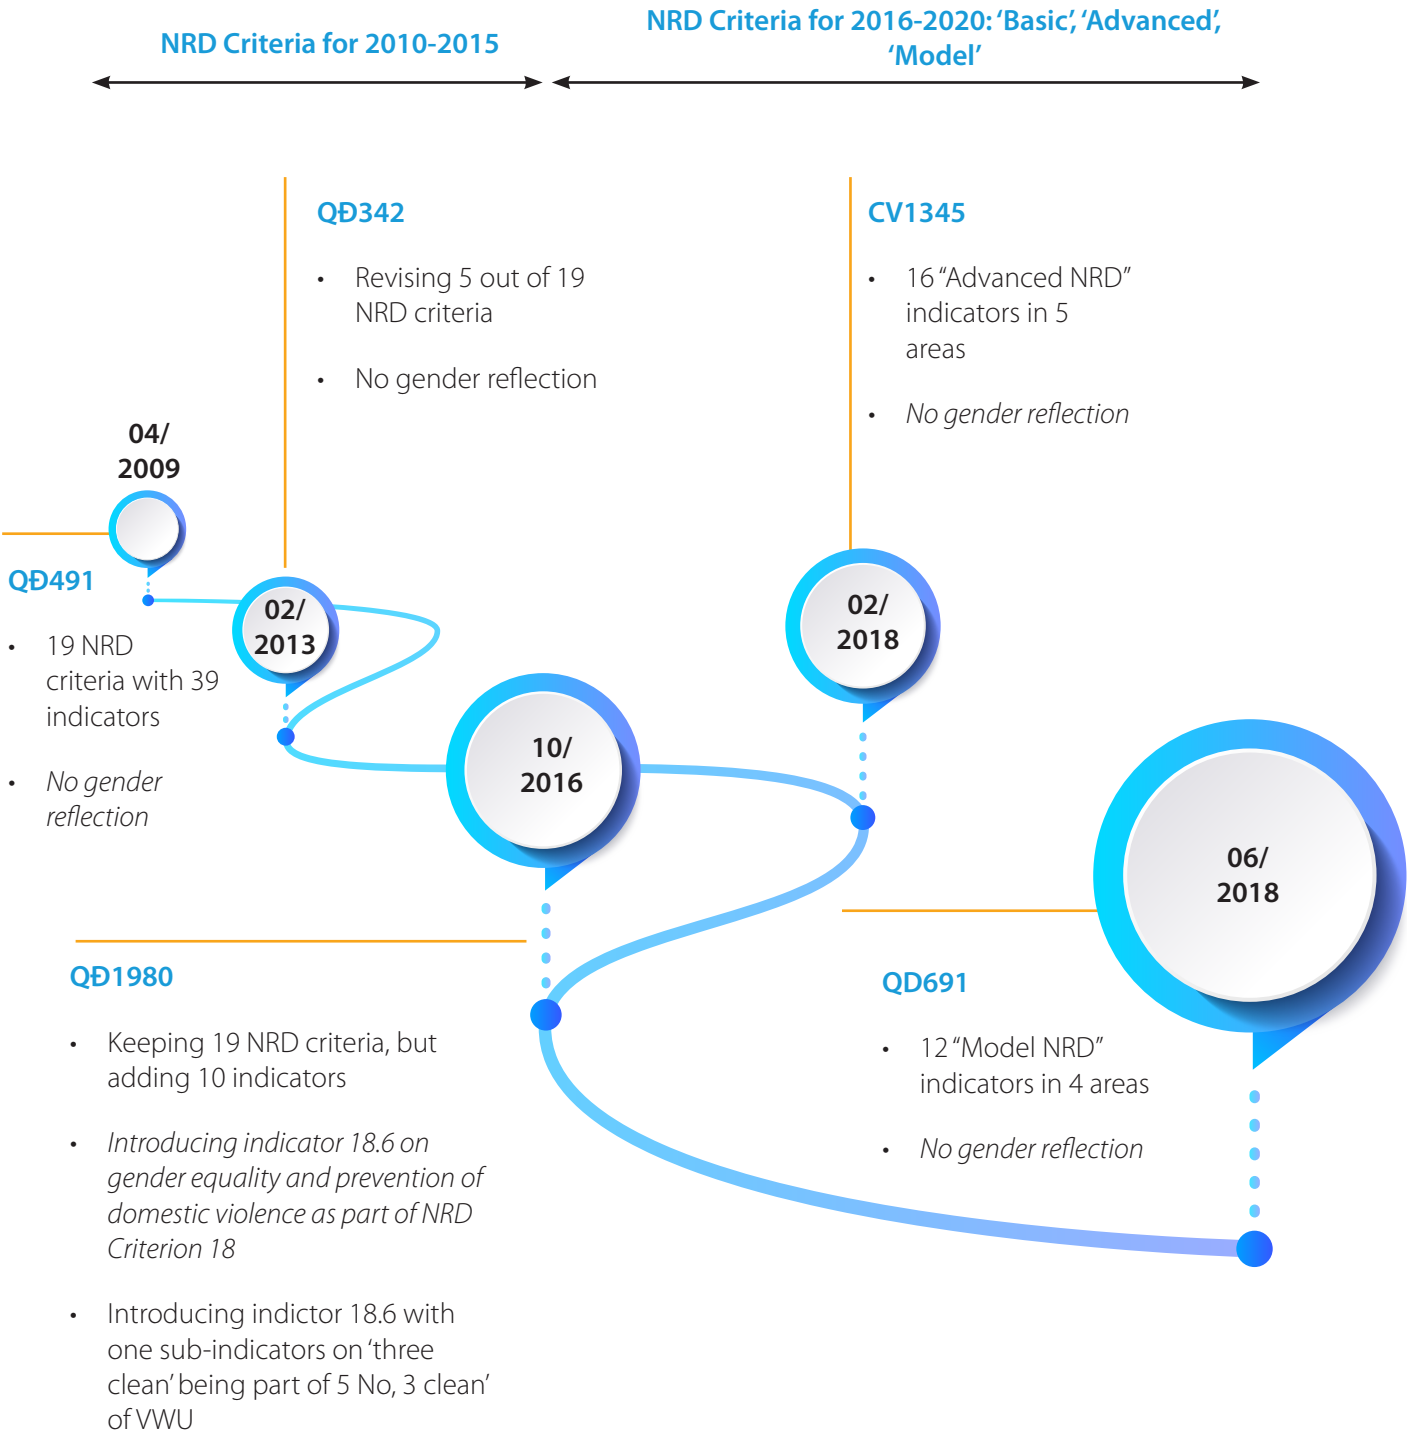 NRD Criteria for 2010-2015
NRD Criteria for 2016-2020: ‘Basic’, ‘Advanced’,
‘Model’
04/
2009
QĐ491
• 19 NRD
criteria with 39
indicators
• No gender
reflection
QĐ342
• Revising 5 out of 19
NRD criteria
• No gender reflection
02/
2013
10/
2016
QĐ1980
• Keeping 19 NRD criteria, but
adding 10 indicators
• Introducing indicator 18.6 on
gender equality and prevention of
domestic violence as part of NRD
Criterion 18
• Introducing indictor 18.6 with
one sub-indicators on ‘three
clean’ being part of 5 No, 3 clean’
of VWU
CV1345
• 16 “Advanced NRD”
indicators in 5
areas
• No gender reflection
02/
2018
06/
2018
QD691
• 12 “Model NRD”
indicators in 4 areas
• No gender reflection